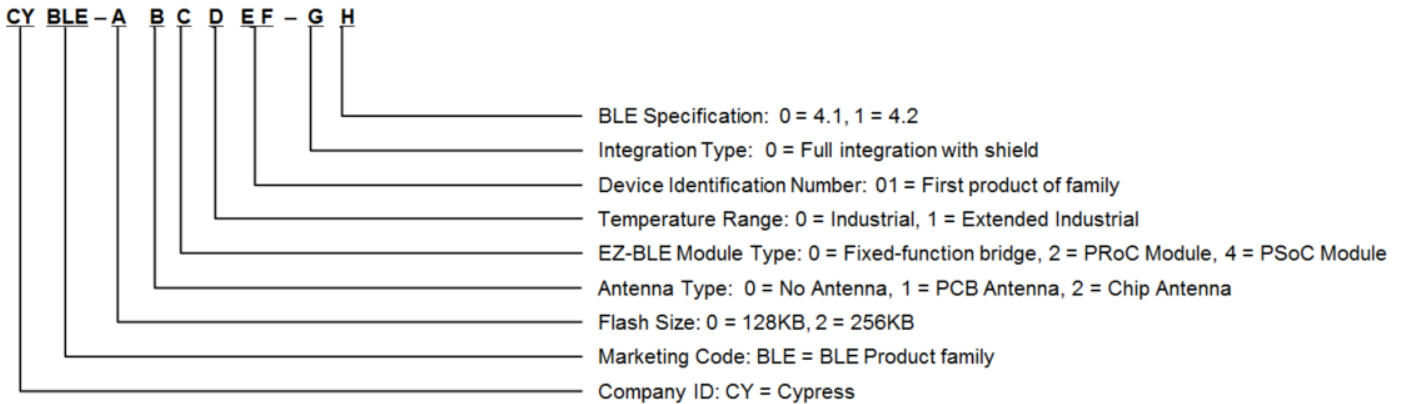 CY BLE – A B C D E F – G H
BLE Specification: 0 = 4.1, 1 = 4.2
Integration Type: 0 = Full integration with shield
Device Identification Number: 01 = First product of family
Temperature Range: 0 = Industrial, 1 = Extended Industrial
EZ-BLE Module Type: 0 = Fixed-function bridge, 2 = PRoC Module, 4 = PSoC Module
Antenna Type: 0 = No Antenna, 1 = PCB Antenna, 2 = Chip Antenna
Flash Size: 0 = 128KB, 2 = 256KB
Marketing Code: BLE = BLE Product family
Company ID: CY = Cypress